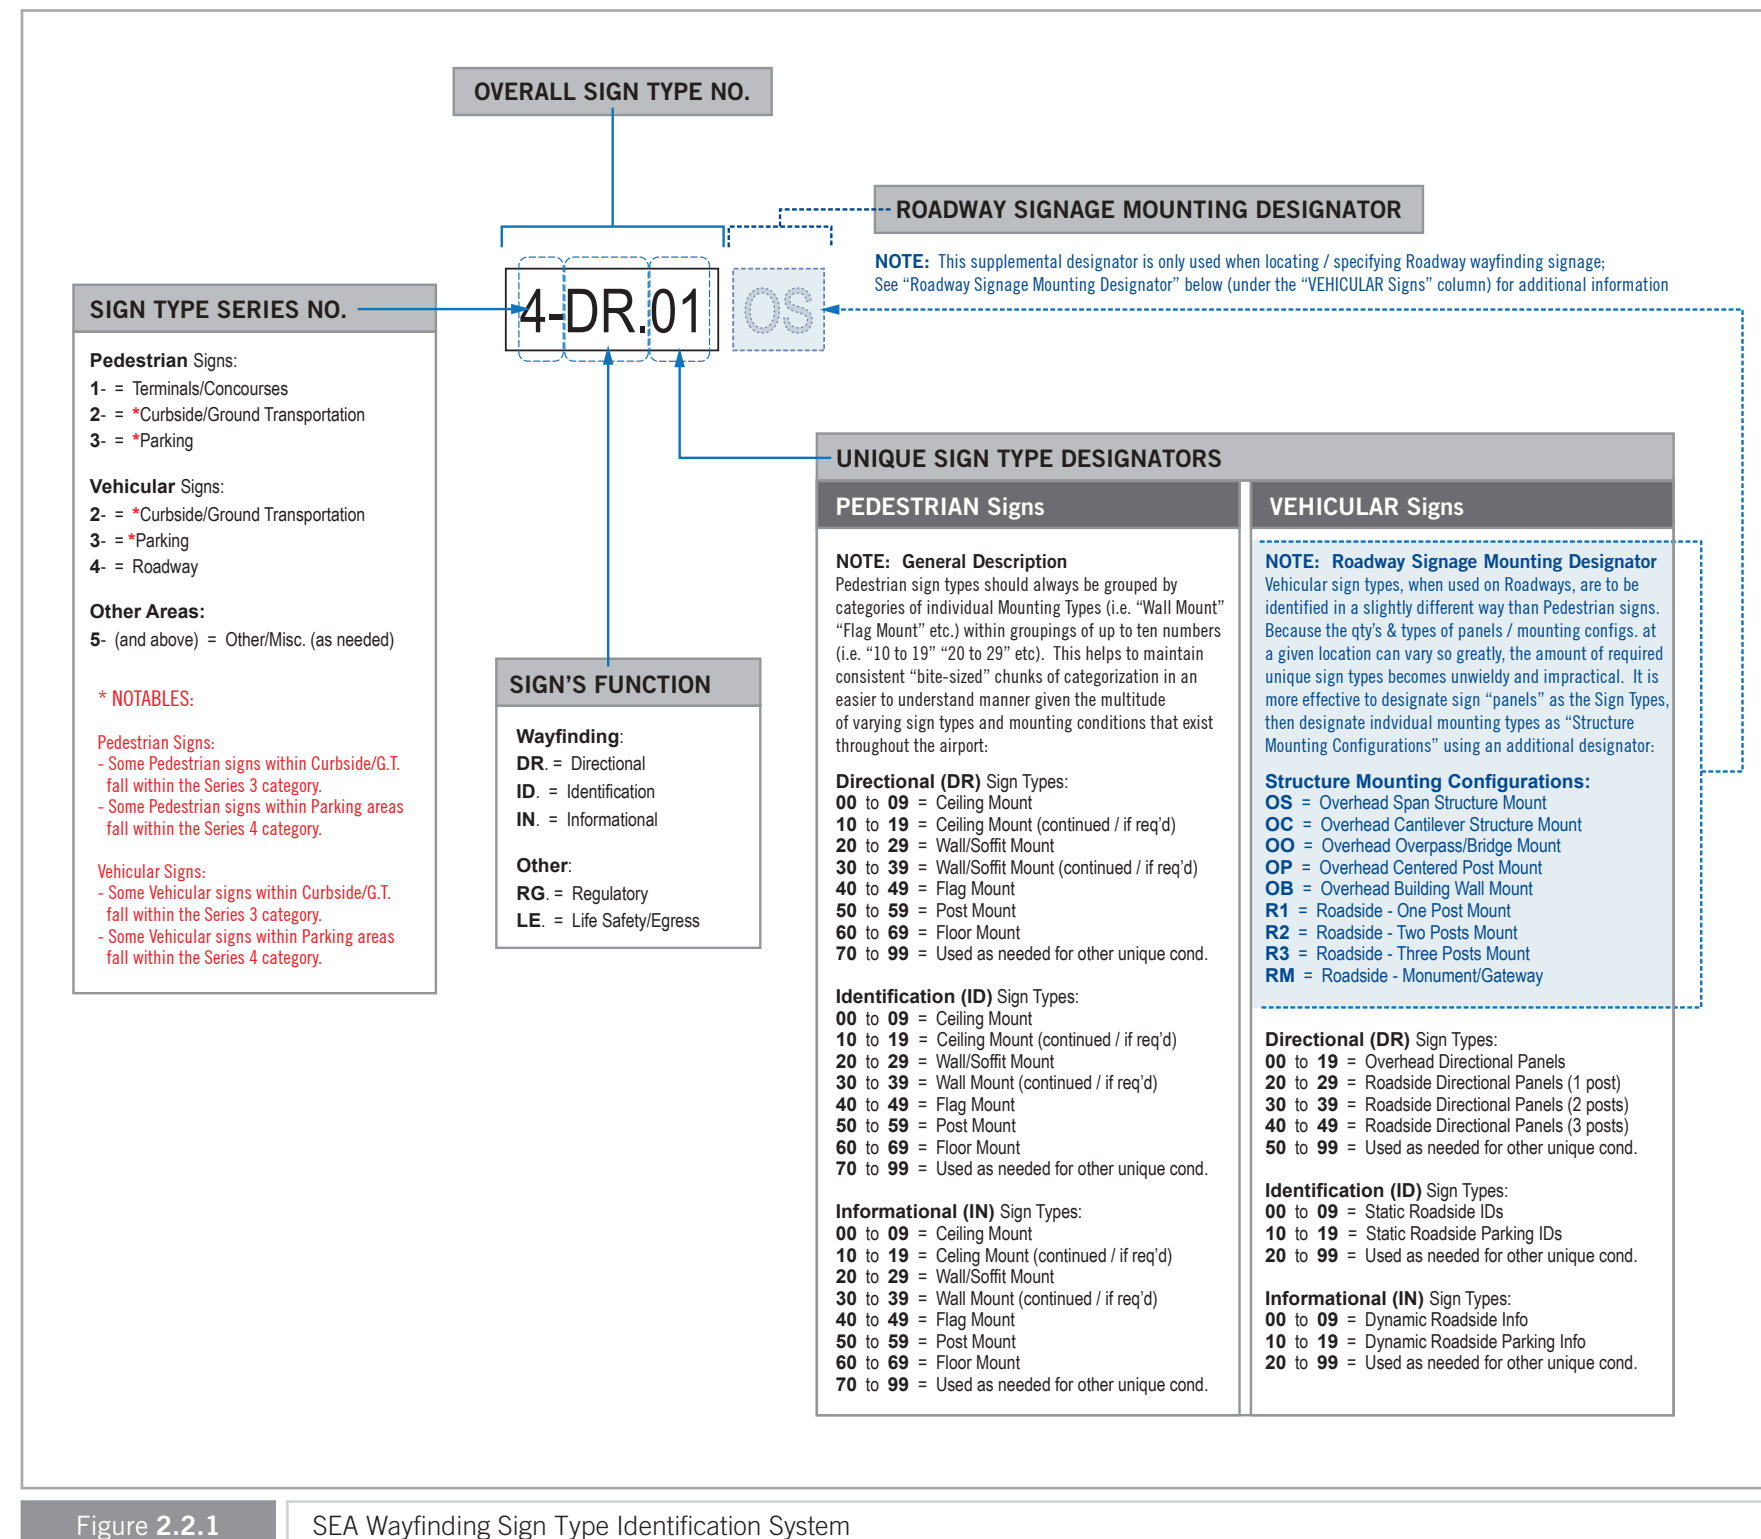 OVERALL SIGN TYPE NO.
ROADWAY SIGNAGE MOUNTING DESIGNATOR
NOTE: This supplemental designator is only used when locating / specifying Roadway wayfinding signage;
See “Roadway Signage Mounting Designator” below (under the “VEHICULAR Signs” column) for additional information
4-DR.01
OS
SIGN TYPE SERIES NO.
Pedestrian Signs:
1- = Terminals/Concourses
2- = *Curbside/Ground Transportation
3- = *Parking
Vehicular Signs:
2- = *Curbside/Ground Transportation
3- = *Parking
4- = Roadway
Other Areas:
5- (and above) = Other/Misc. (as needed)
* NOTABLES:
Pedestrian Signs:
- Some Pedestrian signs within Curbside/G.T.
fall within the Series 3 category.
- Some Pedestrian signs within Parking areas
fall within the Series 4 category.
Vehicular Signs:
- Some Vehicular signs within Curbside/G.T.
fall within the Series 3 category.
- Some Vehicular signs within Parking areas
fall within the Series 4 category.
SIGN’S FUNCTION
Wayfinding:
DR. = Directional
ID. = Identification
IN. = Informational
Other:
RG. = Regulatory
LE. = Life Safety/Egress
UNIQUE SIGN TYPE DESIGNATORS
PEDESTRIAN Signs
NOTE: General Description
Pedestrian sign types should always be grouped by
categories of individual Mounting Types (i.e. “Wall Mount”
“Flag Mount” etc.) within groupings of up to ten numbers
(i.e. “10 to 19” “20 to 29” etc). This helps to maintain
consistent “bite-sized” chunks of categorization in an
easier to understand manner given the multitude
of varying sign types and mounting conditions that exist
throughout the airport:
Directional (DR) Sign Types:
00 to 09 = Ceiling Mount
10 to 19 = Ceiling Mount (continued / if req’d)
20 to 29 = Wall/Soffit Mount
30 to 39 = Wall/Soffit Mount (continued / if req’d)
40 to 49 = Flag Mount
50 to 59 = Post Mount
60 to 69 = Floor Mount
70 to 99 = Used as needed for other unique cond.
Identification (ID) Sign Types:
00 to 09 = Ceiling Mount
10 to 19 = Ceiling Mount (continued / if req’d)
20 to 29 = Wall/Soffit Mount
30 to 39 = Wall Mount (continued / if req’d)
40 to 49 = Flag Mount
50 to 59 = Post Mount
60 to 69 = Floor Mount
70 to 99 = Used as needed for other unique cond.
Informational (IN) Sign Types:
00 to 09 = Ceiling Mount
10 to 19 = Celing Mount (continued / if req’d)
20 to 29 = Wall/Soffit Mount
30 to 39 = Wall Mount (continued / if req’d)
40 to 49 = Flag Mount
50 to 59 = Post Mount
60 to 69 = Floor Mount
70 to 99 = Used as needed for other unique cond.
VEHICULAR Signs
NOTE: Roadway Signage Mounting Designator
Vehicular sign types, when used on Roadways, are to be
identified in a slightly different way than Pedestrian signs.
Because the qty’s & types of panels / mounting configs. at
a given location can vary so greatly, the amount of required
unique sign types becomes unwieldy and impractical. It is
more effective to designate sign “panels” as the Sign Types,
then designate indvidual mounting types as “Structure
Mounting Configurations” using an additional designator:
Structure Mounting Configurations:
OS = Overhead Span Structure Mount
OC = Overhead Cantilever Structure Mount
OO = Overhead Overpass/Bridge Mount
OP = Overhead Centered Post Mount
OB = Overhead Building Wall Mount
R1 = Roadside - One Post Mount
R2 = Roadside - Two Posts Mount
R3 = Roadside - Three Posts Mount
RM = Roadside - Monument/Gateway
Directional (DR) Sign Types:
00 to 19 = Overhead Directional Panels
20 to 29 = Roadside Directional Panels (1 post)
30 to 39 = Roadside Directional Panels (2 posts)
40 to 49 = Roadside Directional Panels (3 posts)
50 to 99 = Used as needed for other unique cond.
Identification (ID) Sign Types:
00 to 09 = Static Roadside IDs
10 to 19 = Static Roadside Parking IDs
20 to 99 = Used as needed for other unique cond.
Informational (IN) Sign Types:
00 to 09 = Dynamic Roadside Info
10 to 19 = Dynamic Roadside Parking Info
20 to 99 = Used as needed for other unique cond.
Figure 2.2.1
SEA Wayfinding Sign Type Identification System